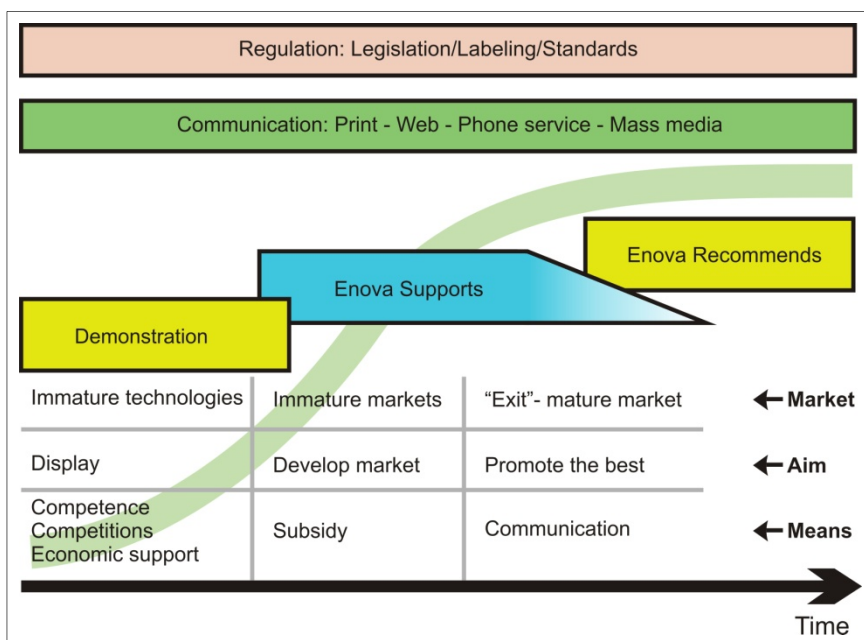 Regulation: Legislation/Labeling/Standards
Communication: Print - Web - Phone service - Mass media
Enova Recommends
Enova Supports
Demonstration
Immature technologies
Immature markets
“Exit”- mature market
Market
Display
Develop market
Promote the best
Aim
Competence
Competitions
Economic support
Subsidy
Communication
Means
Time